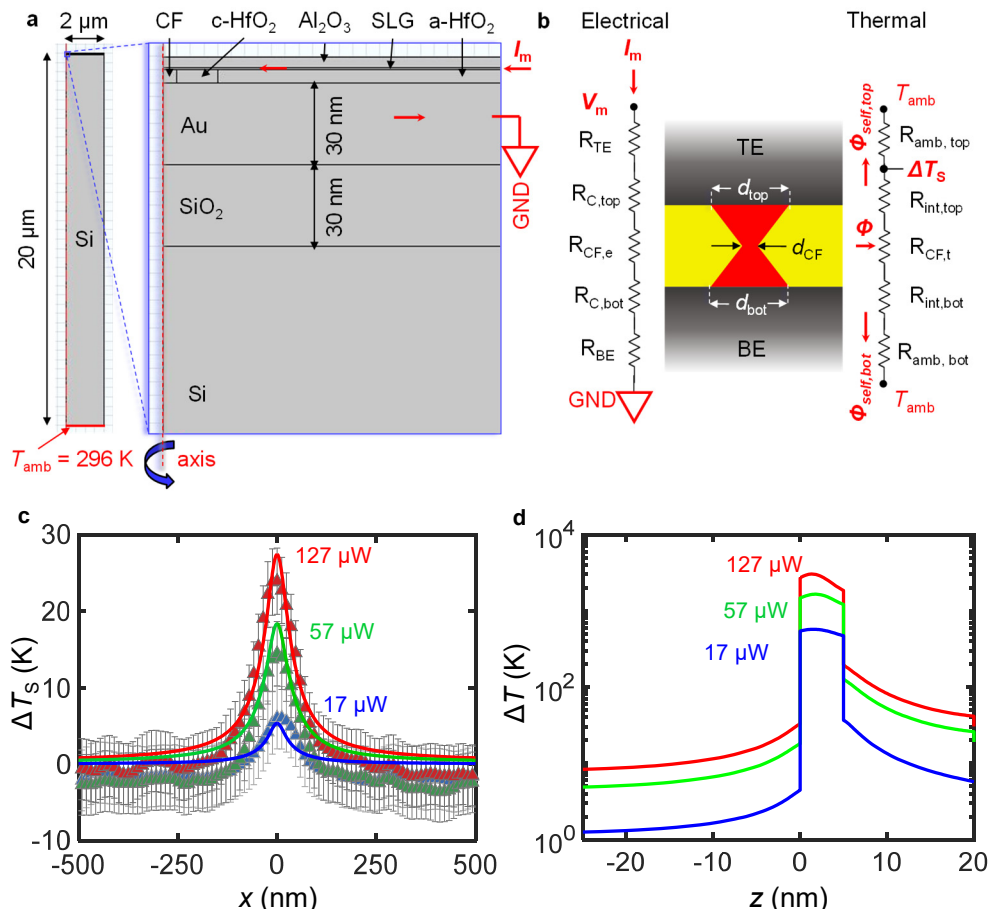 a
2 μm
CF
c-HfO2
Al2O3
SLG
a-HfO2
Im
20 μm
Si
Au
30 nm
SiO2
30 nm
GND
Si
Tamb = 296 K
axis
b
Electrical
Thermal
Im
Vm
RTE
RC,top
RCF,e
RC,bot
RBE
GND
TE
dtop
dCF
dbot
BE
Tamb
Φself,top
Ramb, top
ΔTS
Rint,top
Φ
RCF,t
Rint,bot
Φself,bot
Ramb, bot
Tamb
c
30
20
10
0
-10
ΔTS (K)
127 μW
57 μW
17 μW
-500
-250
0
250
500
x (nm)
d
10^4
10^2
10^0
ΔT (K)
127 μW
57 μW
17 μW
-20
-10
0
10
20
z (nm)